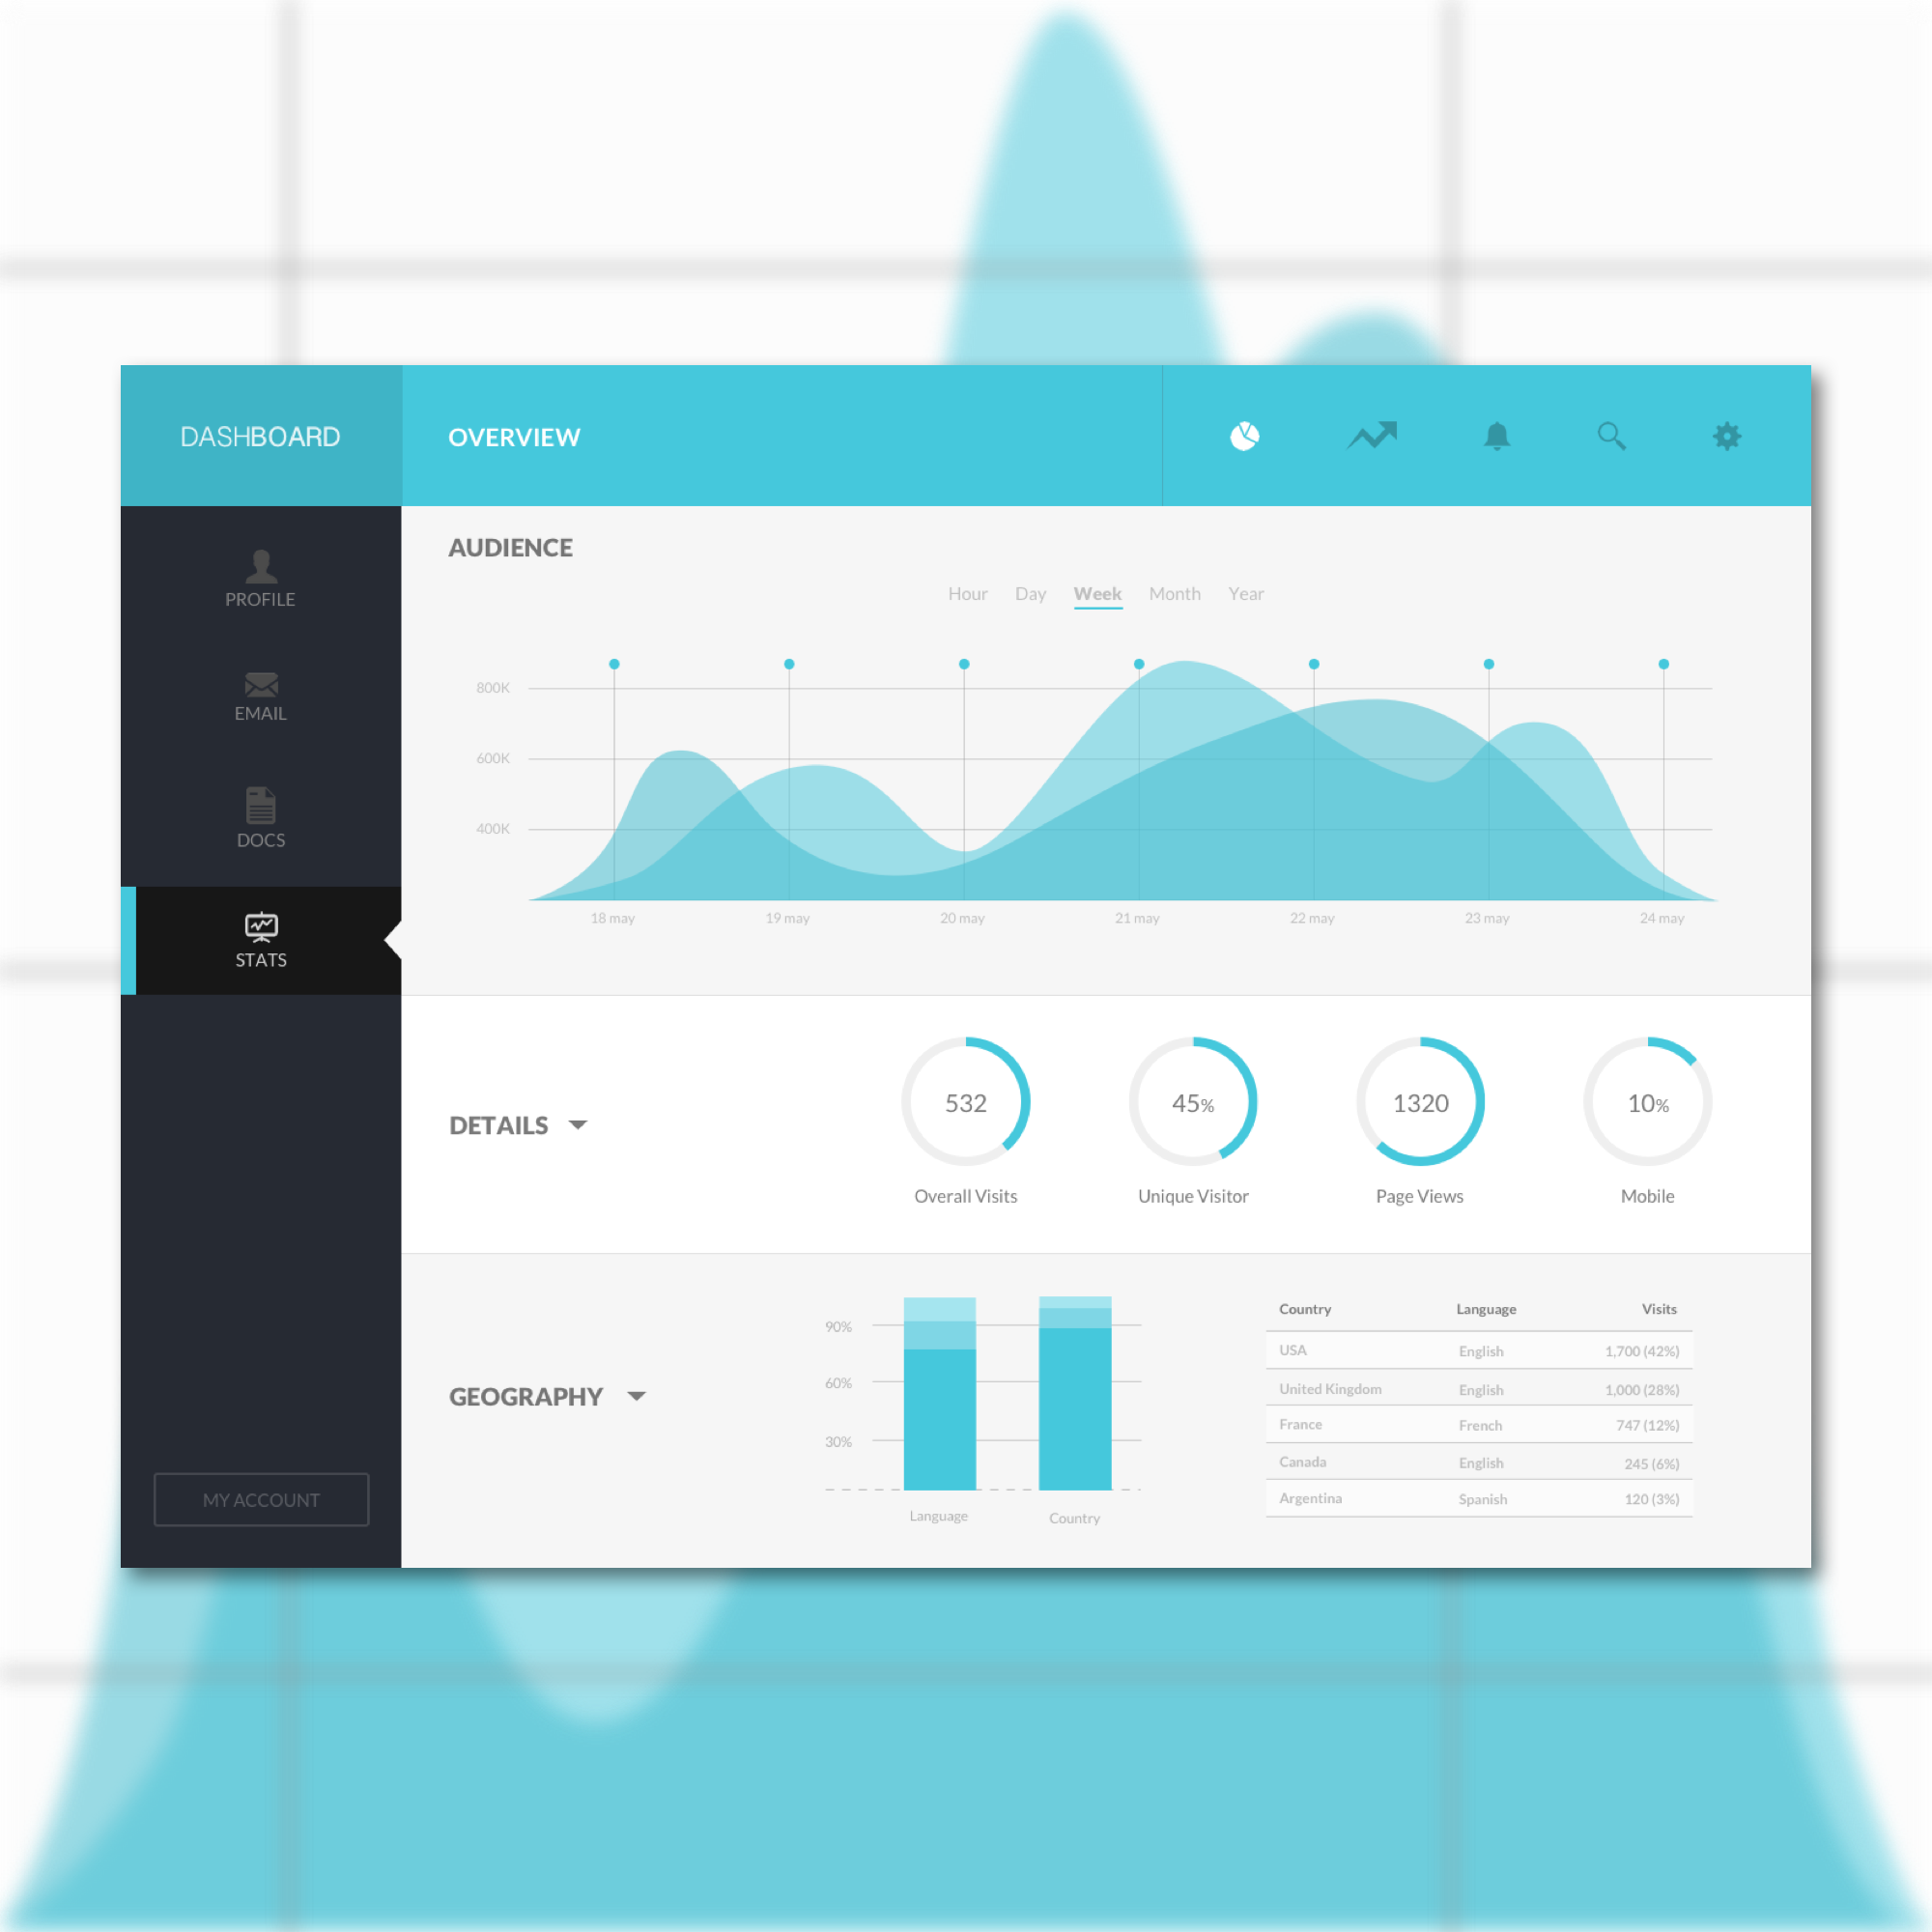 DASHBOARD
OVERVIEW
PROFILE
EMAIL
DOCS
STATS
MY ACCOUNT
AUDIENCE
Hour Day Week Month Year
800K
600K
400K
18 may 19 may 20 may 21 may 22 may 23 may 24 may
DETAILS
532 45% 1320 10%
Overall Visits Unique Visitor Page Views Mobile
GEOGRAPHY
90%
60%
30%
Language Country
Country Language Visits
USA English 1,700 (42%)
United Kingdom English 1,000 (28%)
France French 747 (12%)
Canada English 245 (6%)
Argentina Spanish 120 (3%)